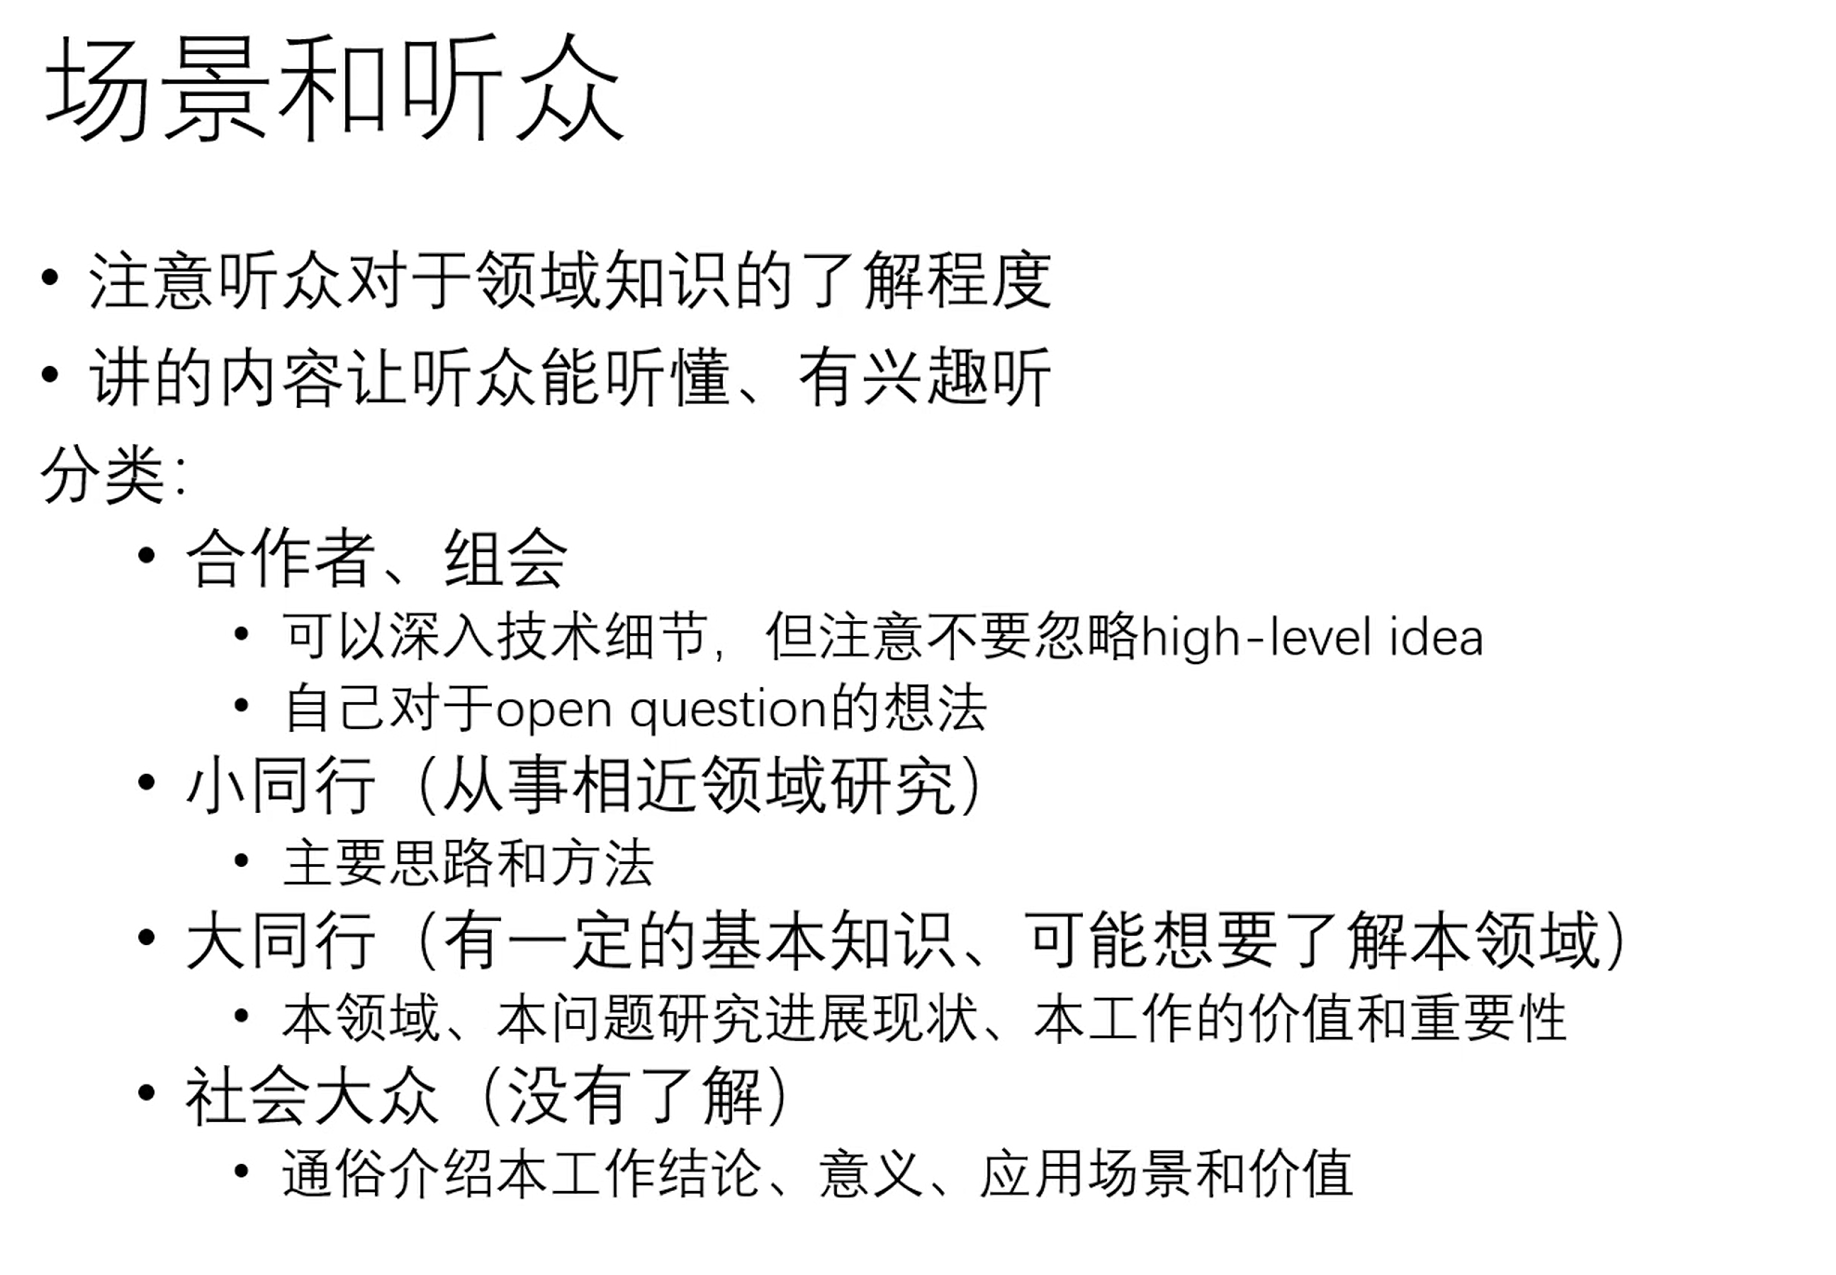 场景和听众
• 注意听众对于领域知识的了解程度
• 讲的内容让听众能听懂、有兴趣听
分类：
• 合作者、组会
• 可以深入技术细节，但注意不要忽略high-level idea
• 自己对于open question的想法
• 小同行（从事相近领域研究）
• 主要思路和方法
• 大同行（有一定的基本知识、可能想要了解本领域）
• 本领域、本问题研究进展现状、本工作的价值和重要性
• 社会大众（没有了解）
• 通俗介绍本工作结论、意义、应用场景和价值